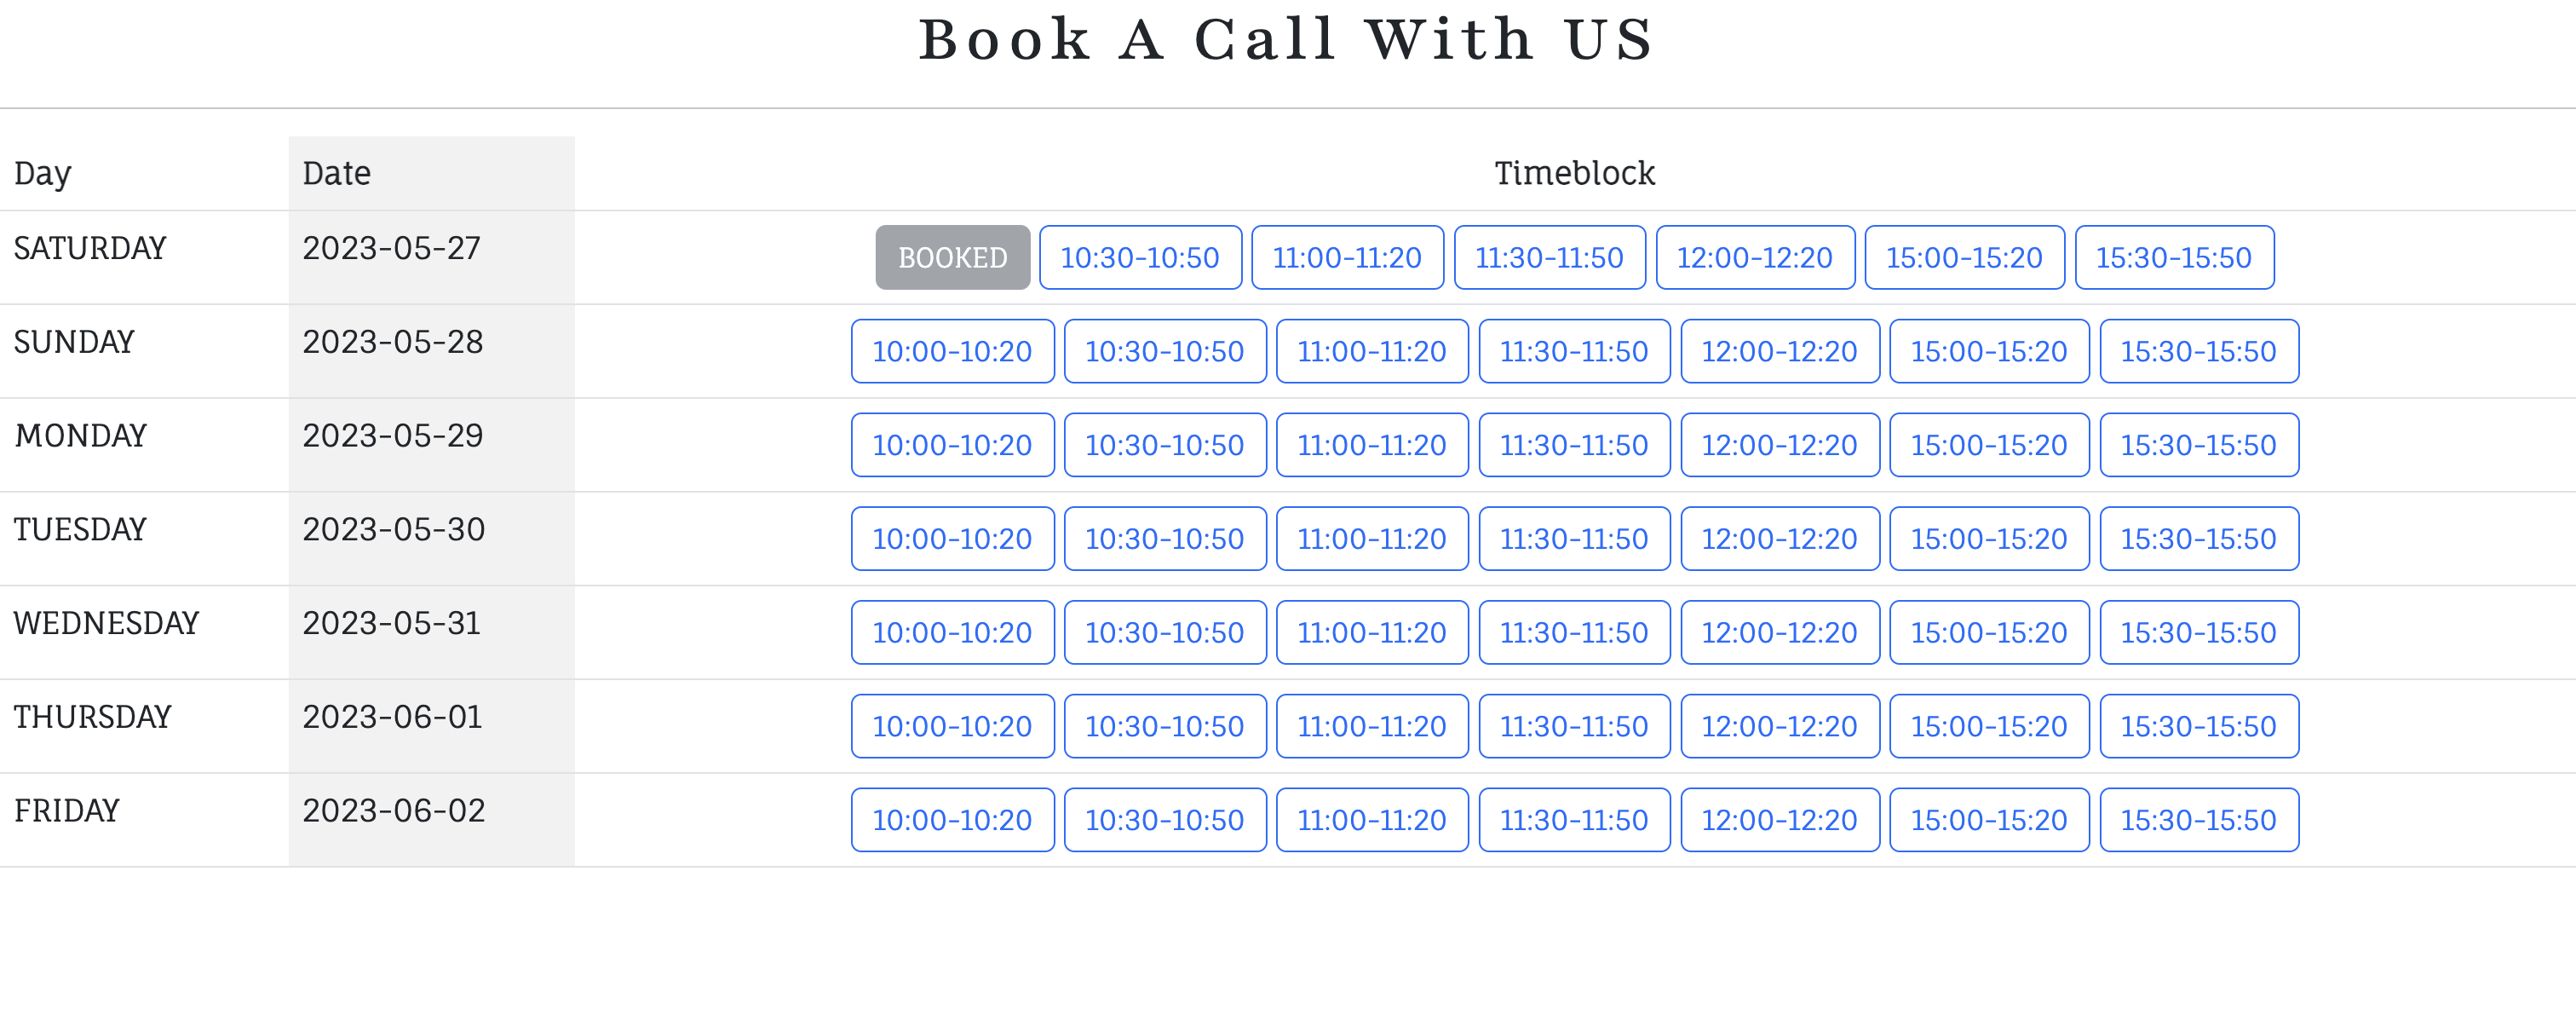 Book A Call With US
Day Date Timeblock
SATURDAY 2023-05-27 BOOKED 10:30-10:50 11:00-11:20 11:30-11:50 12:00-12:20 15:00-15:20 15:30-15:50
SUNDAY 2023-05-28 10:00-10:20 10:30-10:50 11:00-11:20 11:30-11:50 12:00-12:20 15:00-15:20 15:30-15:50
MONDAY 2023-05-29 10:00-10:20 10:30-10:50 11:00-11:20 11:30-11:50 12:00-12:20 15:00-15:20 15:30-15:50
TUESDAY 2023-05-30 10:00-10:20 10:30-10:50 11:00-11:20 11:30-11:50 12:00-12:20 15:00-15:20 15:30-15:50
WEDNESDAY 2023-05-31 10:00-10:20 10:30-10:50 11:00-11:20 11:30-11:50 12:00-12:20 15:00-15:20 15:30-15:50
THURSDAY 2023-06-01 10:00-10:20 10:30-10:50 11:00-11:20 11:30-11:50 12:00-12:20 15:00-15:20 15:30-15:50
FRIDAY 2023-06-02 10:00-10:20 10:30-10:50 11:00-11:20 11:30-11:50 12:00-12:20 15:00-15:20 15:30-15:50